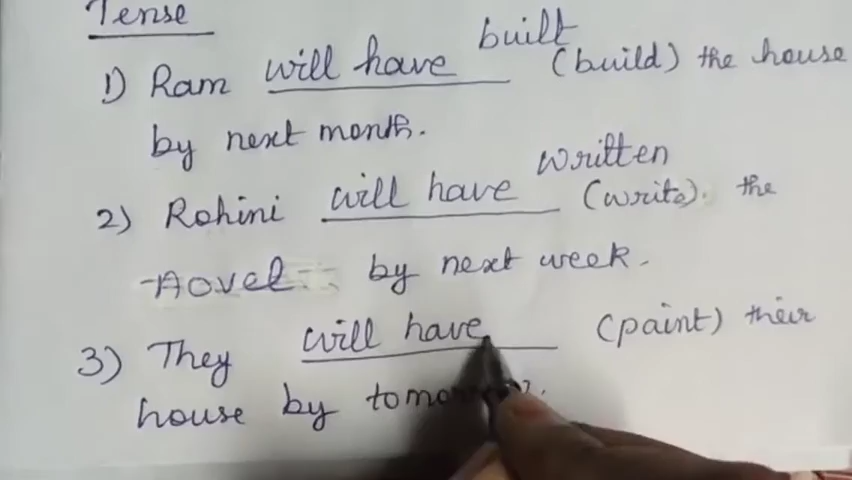 Tense
built
1) Ram will have (build) the house
by next month.
written
2) Rohini will have (write). the
novel by next week.
3) They will have (paint) their
house by tomorrow.